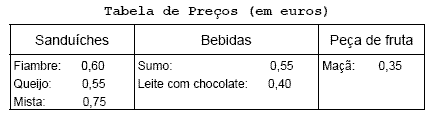 Tabela de Preços (em euros)
Sanduíches Bebidas Peça de fruta
Fiambre: 0,60 Sumo: 0,55 Maçã: 0,35
Queijo: 0,55 Leite com chocolate: 0,40
Mista: 0,75